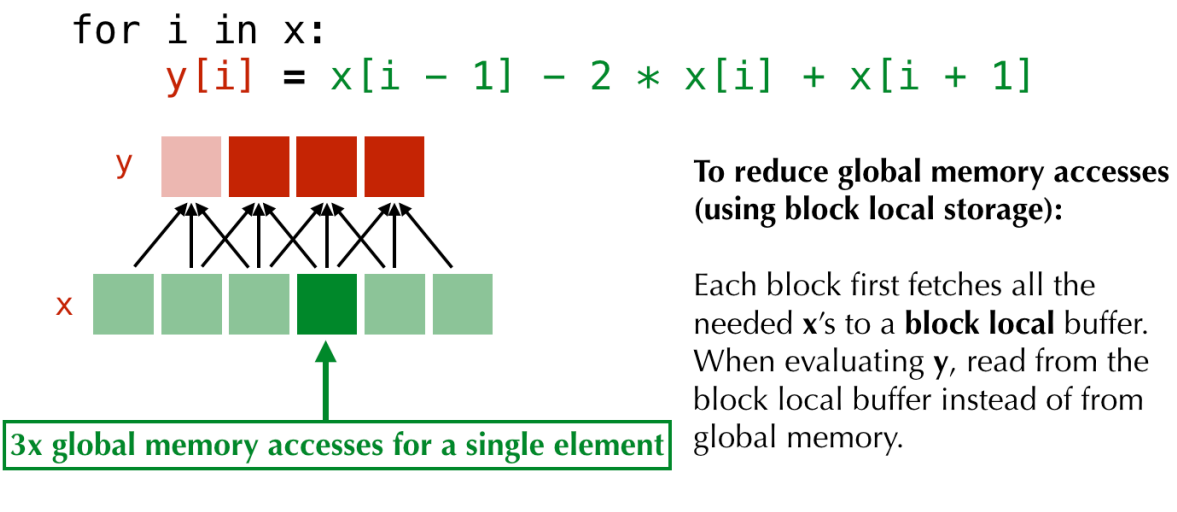 for i in x:
y[i] = x[i - 1] - 2 * x[i] + x[i + 1]
y
To reduce global memory accesses
(using block local storage):
x
Each block first fetches all the
needed x's to a block local buffer.
When evaluating y, read from the
block local buffer instead of from
global memory.
3x global memory accesses for a single element